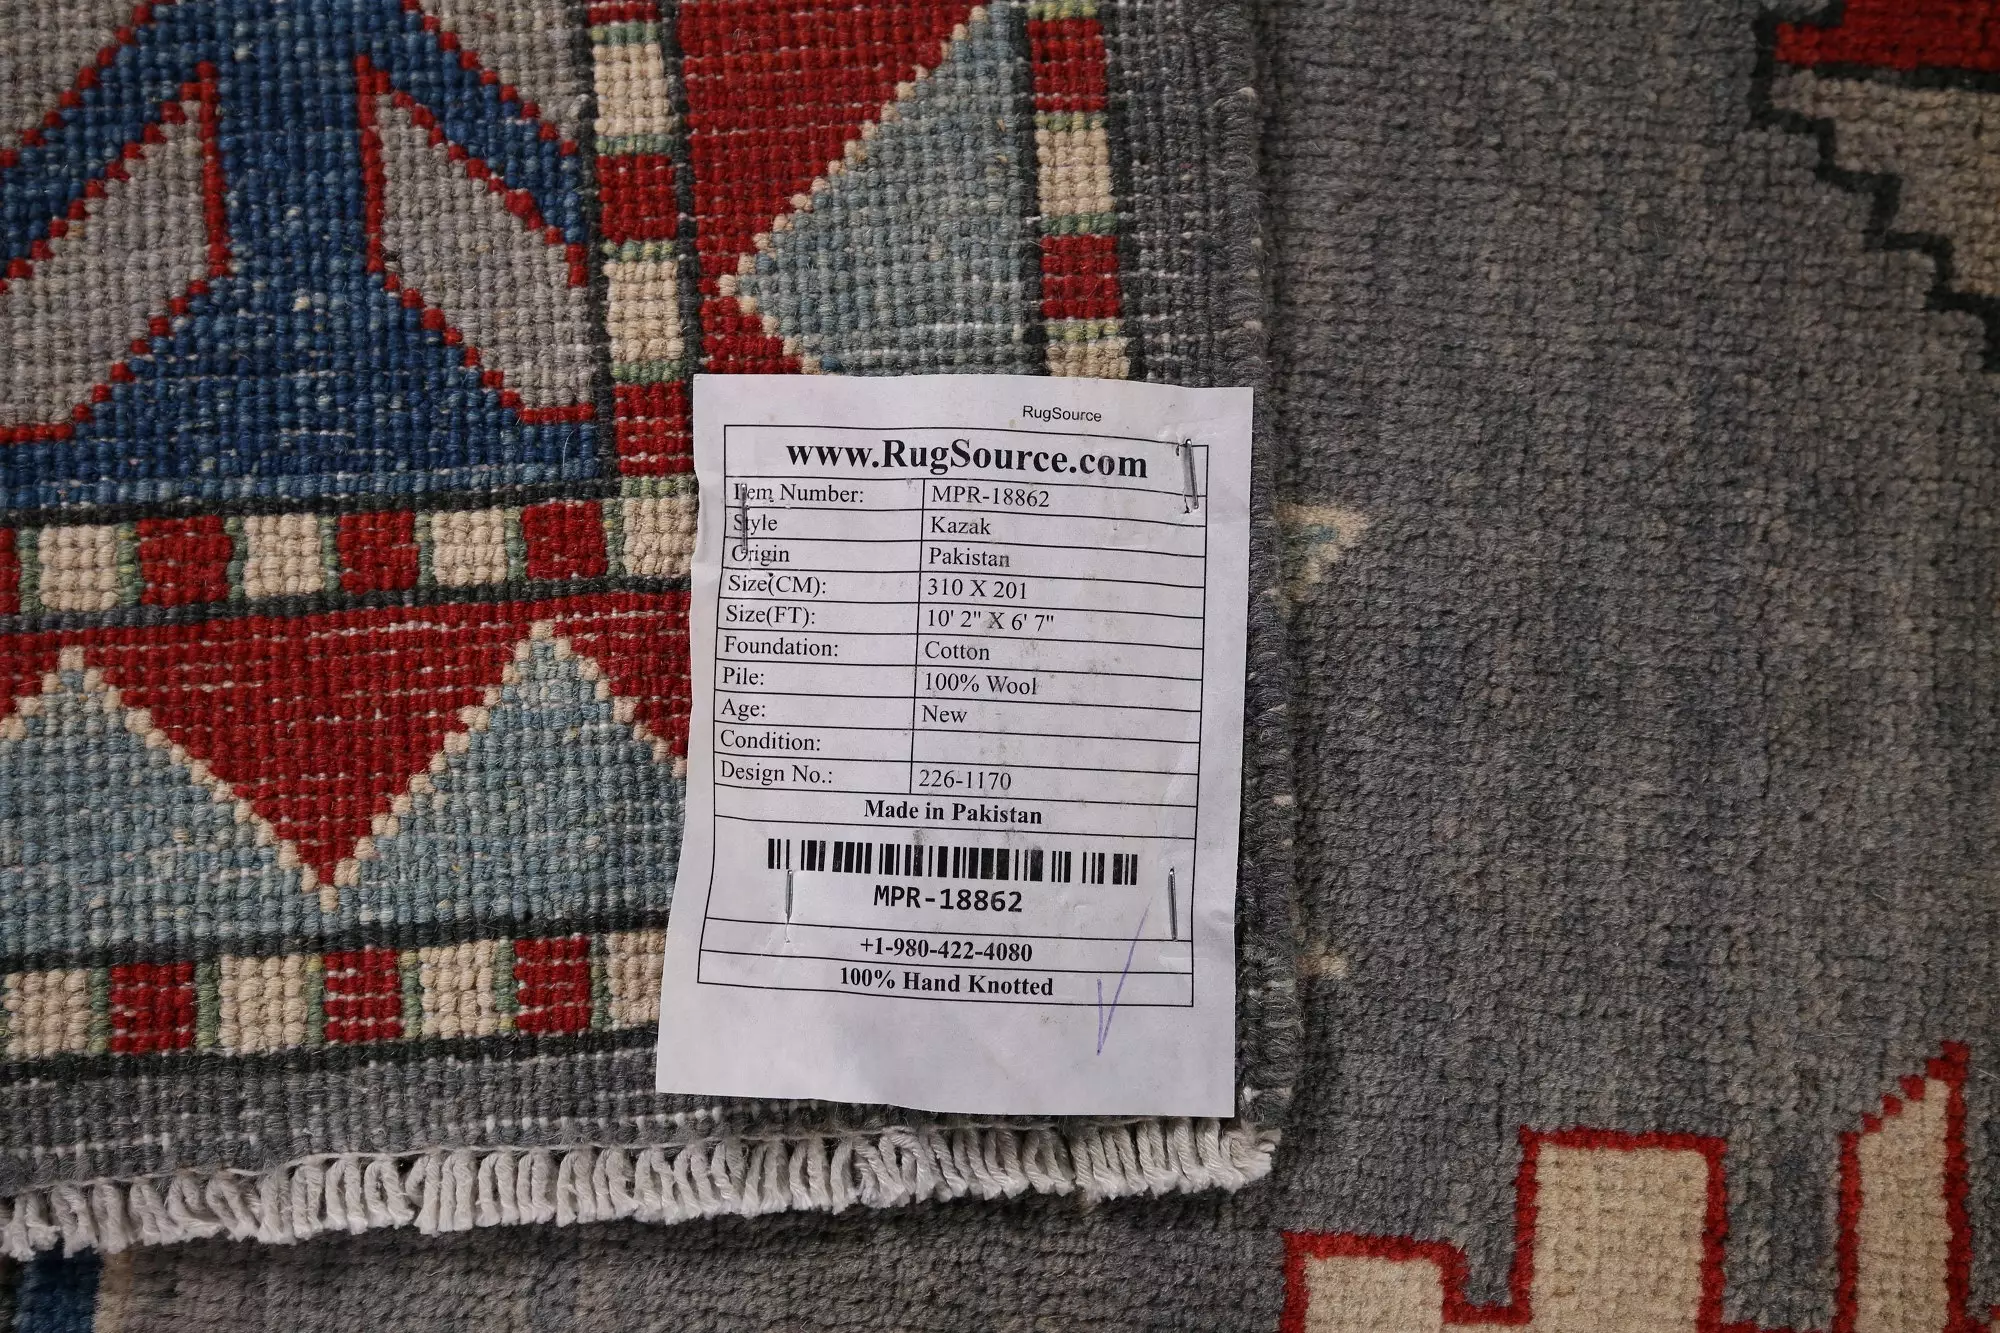 RugSource
www.RugSource.com
Item Number: MPR-18862
Style Kazak
Origin Pakistan
Size(CM): 310 X 201
Size(FT): 10' 2" X 6' 7"
Foundation: Cotton
Pile: 100% Wool
Age: New
Condition:
Design No.: 226-1170
Made in Pakistan
MPR-18862
+1-980-422-4080
100% Hand Knotted